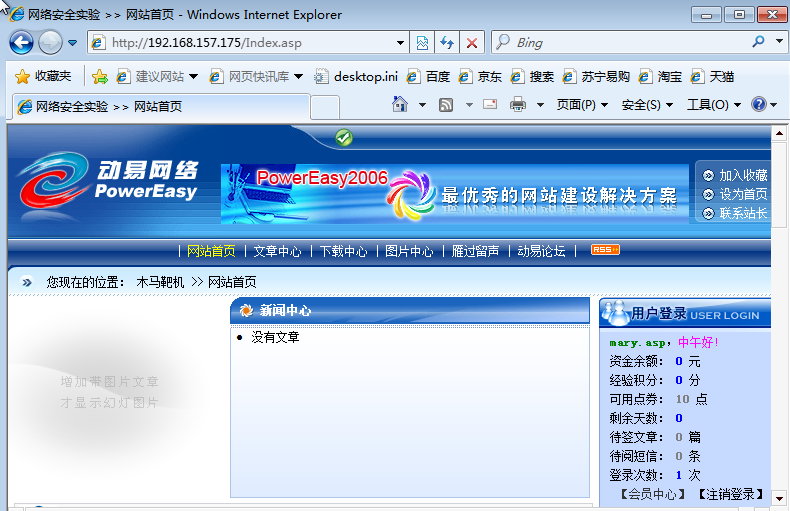 网络安全实验 >> 网站首页 - Windows Internet Explorer
http://192.168.157.175/Index.asp
Bing
收藏夹 建议网站 网页快讯库 desktop.ini 百度 京东 搜索 苏宁易购 淘宝 天猫
网络安全实验 >> 网站首页
页面(P) 安全(S) 工具(O)
动易网络
PowerEasy
PowerEasy2006
最优秀的网站建设解决方案
加入收藏
设为首页
联系站长
| 网站首页 | 文章中心 | 下载中心 | 图片中心 | 雁过留声 | 动易论坛 | RSS
您现在的位置： 木马靶机 >> 网站首页
增加带图片文章
才显示幻灯图片
新闻中心
没有文章
用户登录 USER LOGIN
mary.asp，中午好!
资金余额： 0 元
经验积分： 0 分
可用点券： 10 点
剩余天数： 0
待签文章： 0 篇
待阅短信： 0 条
登录次数： 1 次
【会员中心】【注销登录】